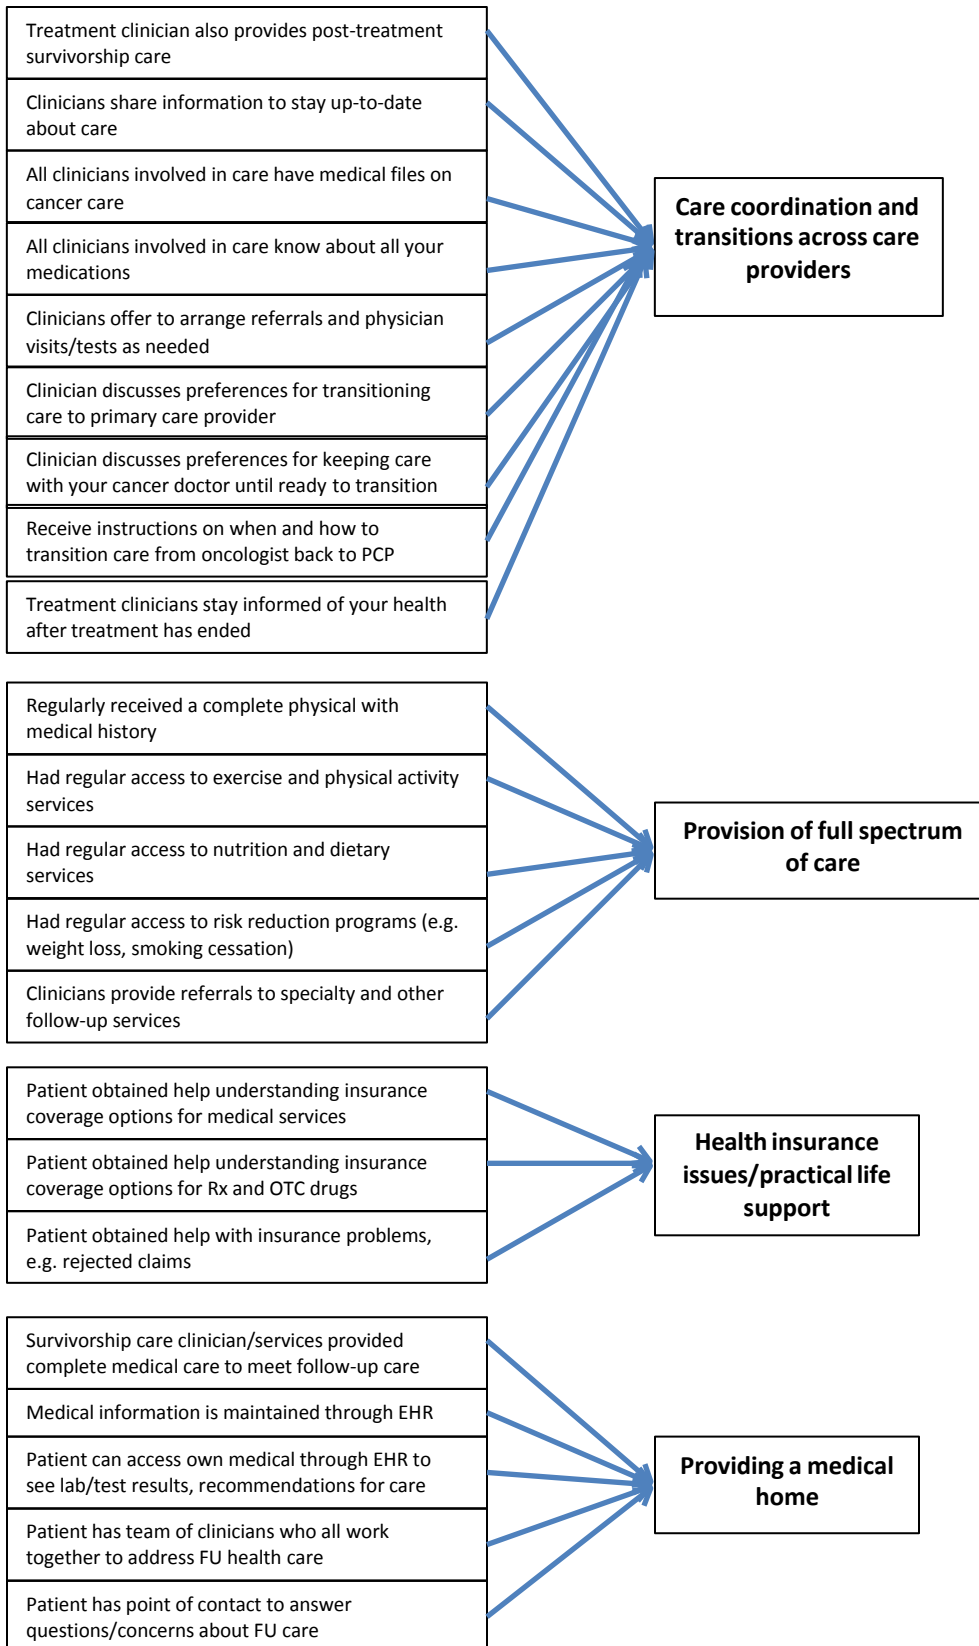 Treatment clinician also provides post-treatment
survivorship care
Clinicians share information to stay up-to-date
about care
All clinicians involved in care have medical files on
cancer care
All clinicians involved in care know about all your
medications
Clinicians offer to arrange referrals and physician
visits/tests as needed
Clinician discusses preferences for transitioning
care to primary care provider
Clinician discusses preferences for keeping care
with your cancer doctor until ready to transition
Receive instructions on when and how to
transition care from oncologist back to PCP
Treatment clinicians stay informed of your health
after treatment has ended
Care coordination and
transitions across care
providers
Regularly received a complete physical with
medical history
Had regular access to exercise and physical activity
services
Had regular access to nutrition and dietary
services
Had regular access to risk reduction programs (e.g.
weight loss, smoking cessation)
Clinicians provide referrals to specialty and other
follow-up services
Provision of full spectrum
of care
Patient obtained help understanding insurance
coverage options for medical services
Patient obtained help understanding insurance
coverage options for Rx and OTC drugs
Patient obtained help with insurance problems,
e.g. rejected claims
Health insurance
issues/practical life
support
Survivorship care clinician/services provided
complete medical care to meet follow-up care
Medical information is maintained through EHR
Patient can access own medical through EHR to
see lab/test results, recommendations for care
Patient has team of clinicians who all work
together to address FU health care
Patient has point of contact to answer
questions/concerns about FU care
Providing a medical
home